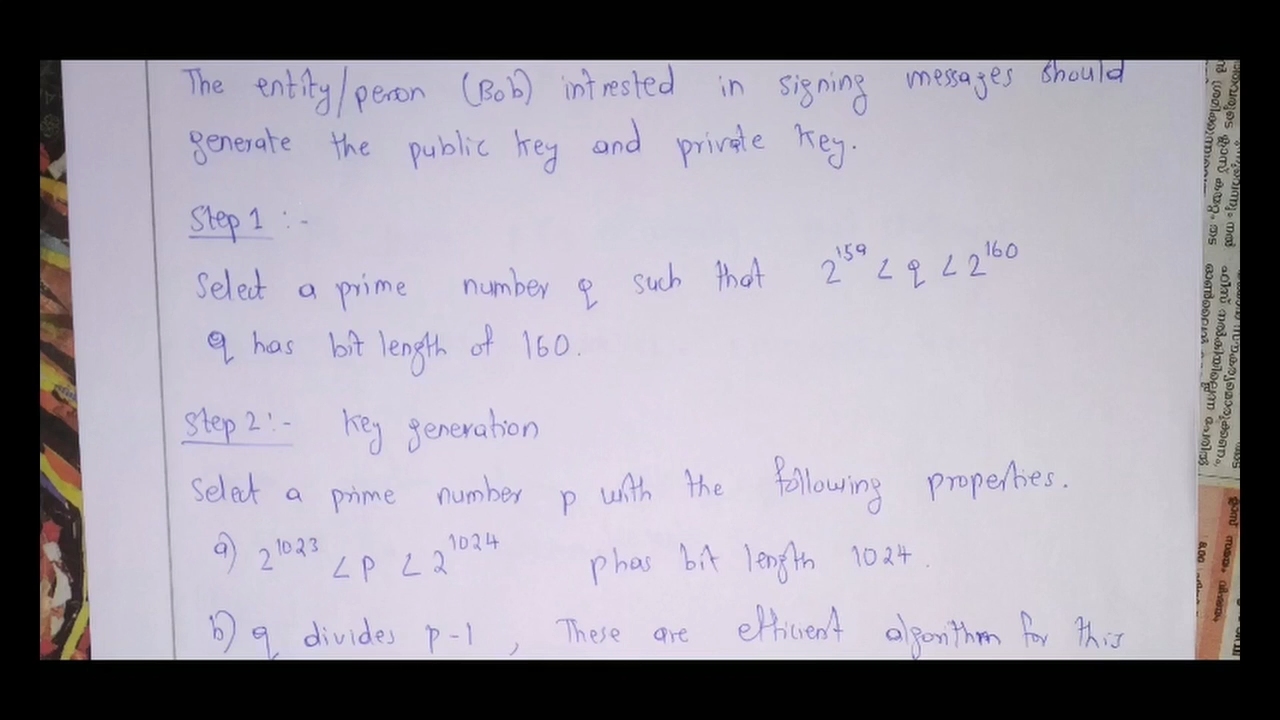 The entity/person (Bob) intrested in signing messages should
generate the public key and private key.
Step 1 :-
Select a prime number q such that 2^159 < q < 2^160
q has bit length of 160.
Step 2 :- Key generation
Select a prime number p with the following properties.
a) 2^1023 < p < 2^1024 p has bit length 1024.
b) q divides p-1 , These are efficient algorithm for this